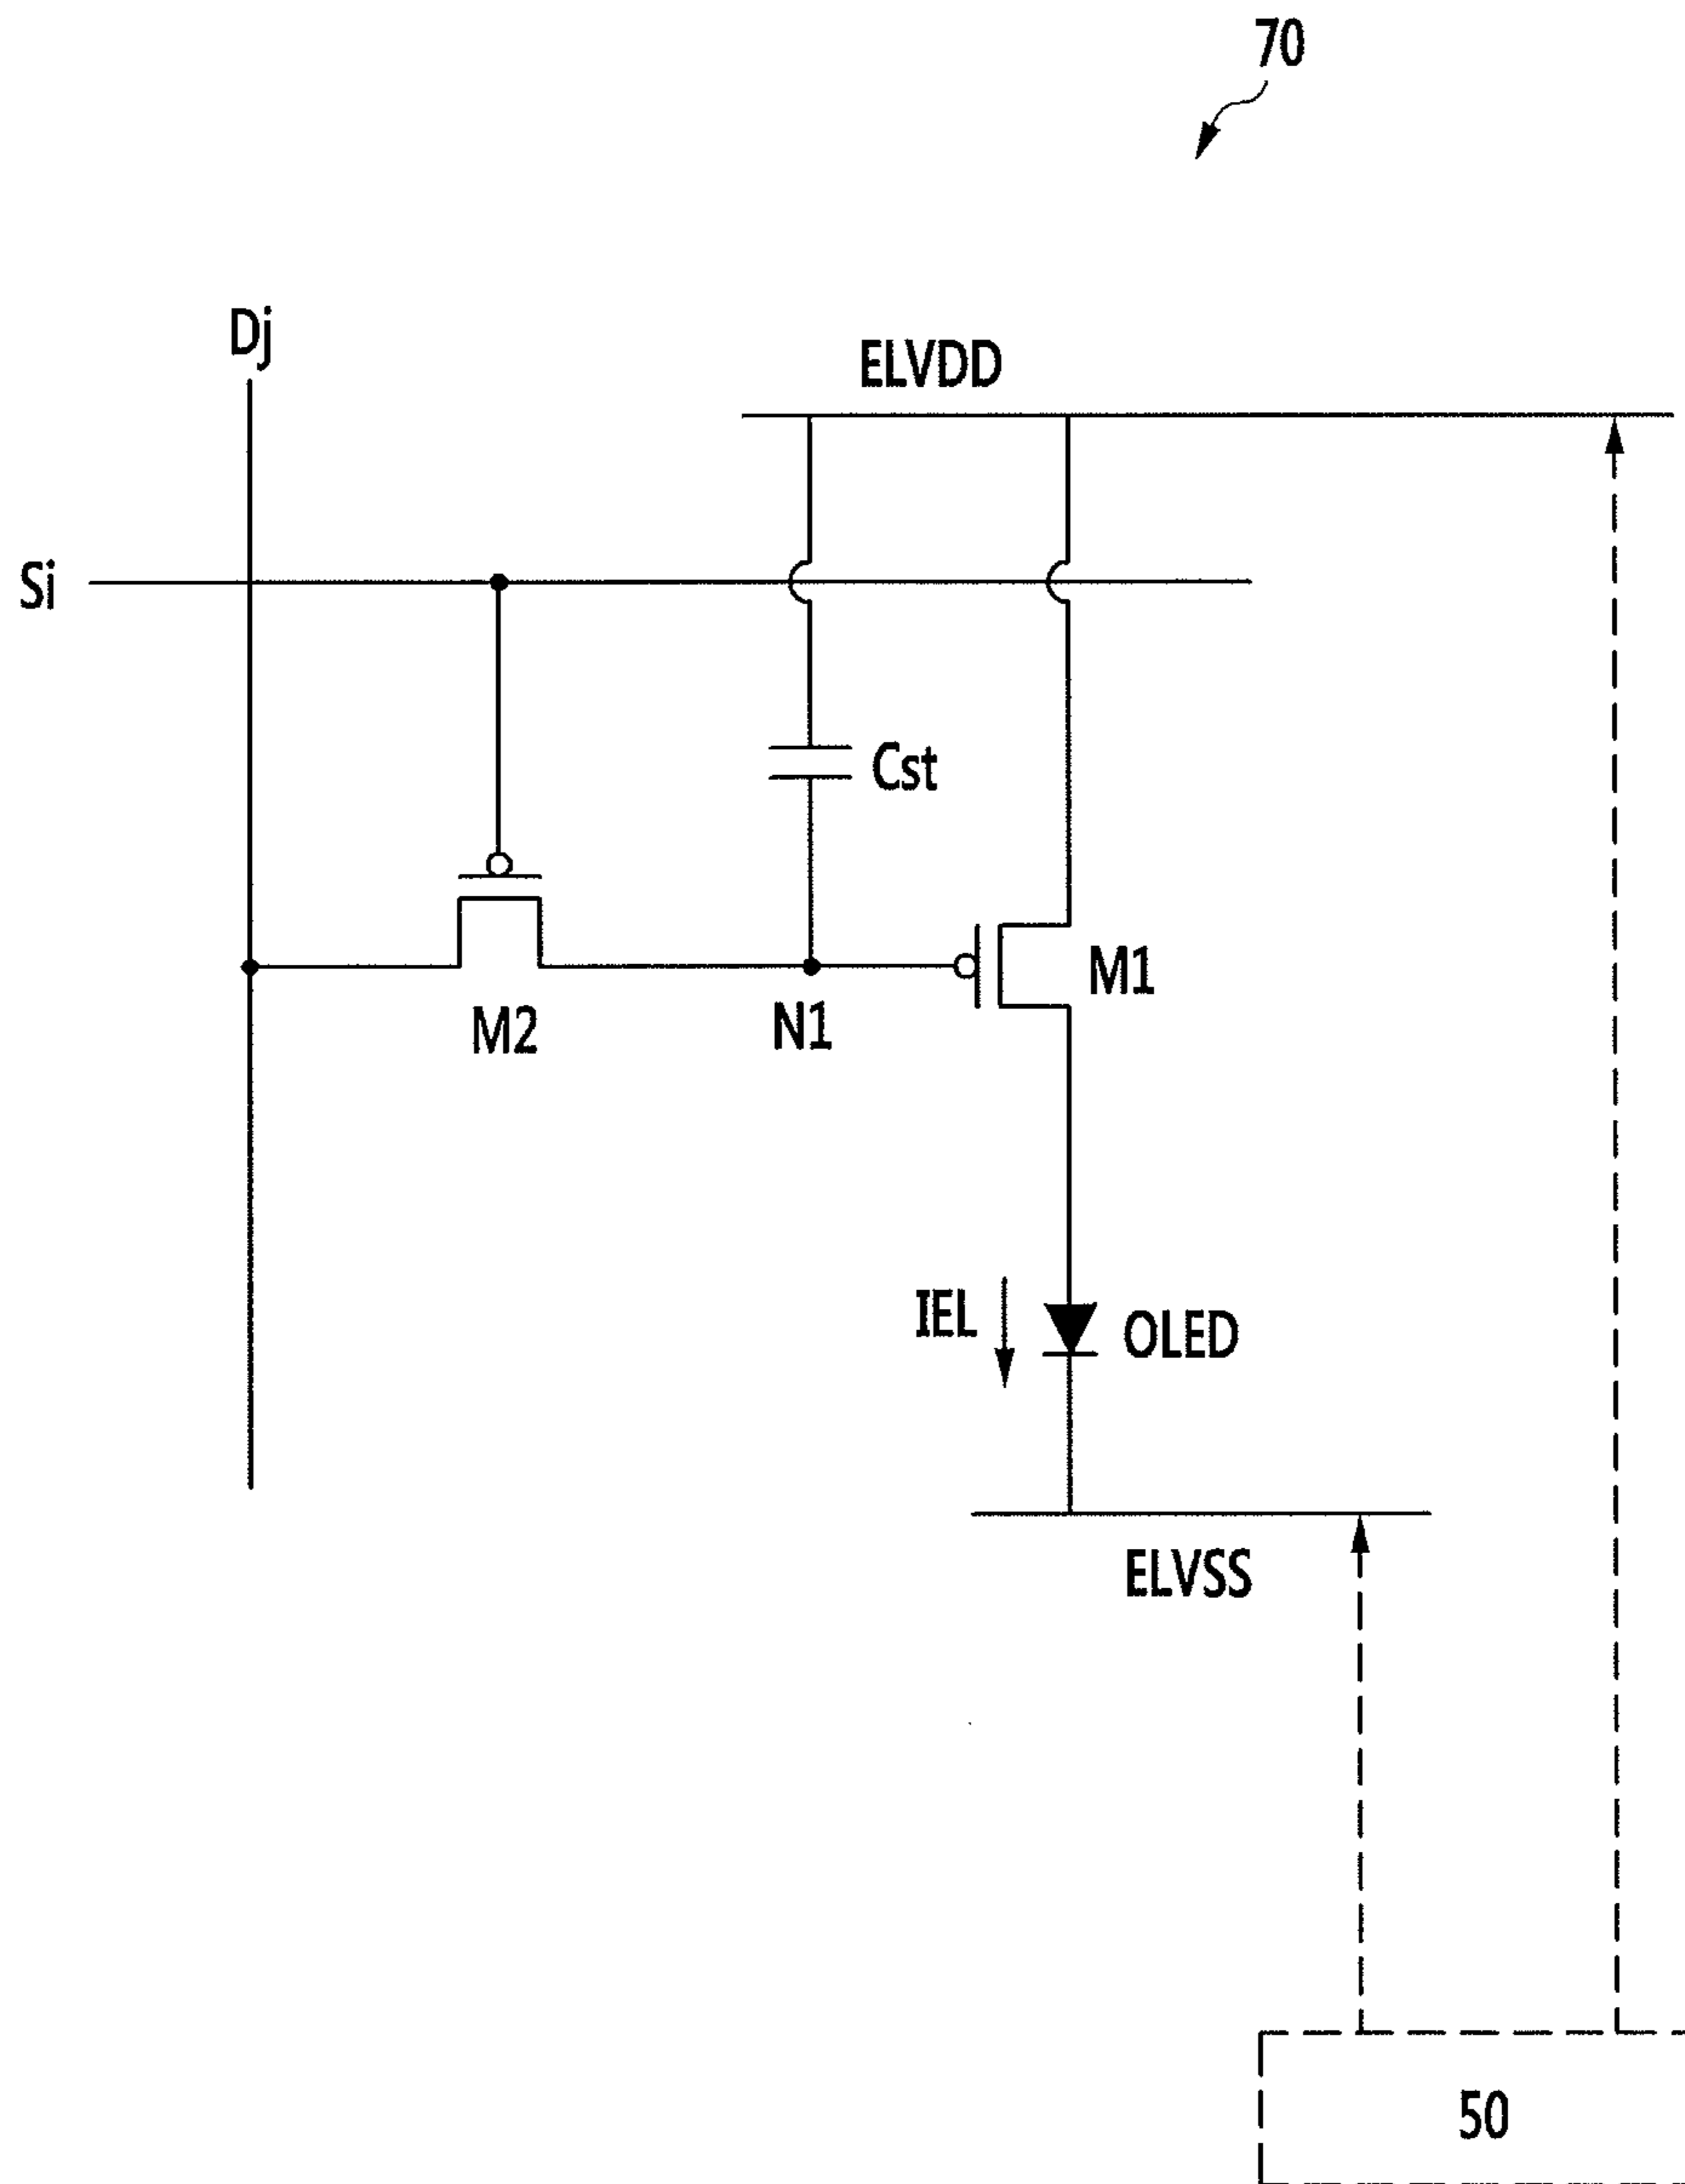 70
Dj
ELVDD
Si
Cst
M1
M2
N1
IEL
OLED
ELVSS
50